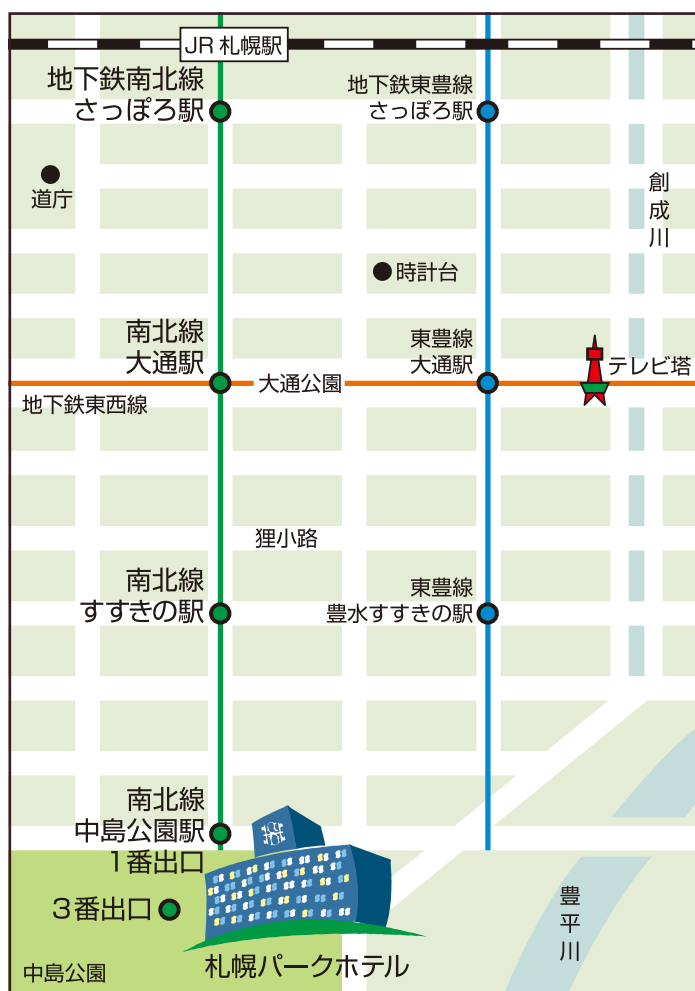 JR 札幌駅
地下鉄南北線
さっぽろ駅
地下鉄東豊線
さっぽろ駅
道庁
創成川
時計台
南北線
大通駅
東豊線
大通駅
テレビ塔
大通公園
地下鉄東西線
狸小路
南北線
すすきの駅
東豊線
豊水すすきの駅
南北線
中島公園駅
1番出口
3番出口
豊平川
札幌パークホテル
中島公園